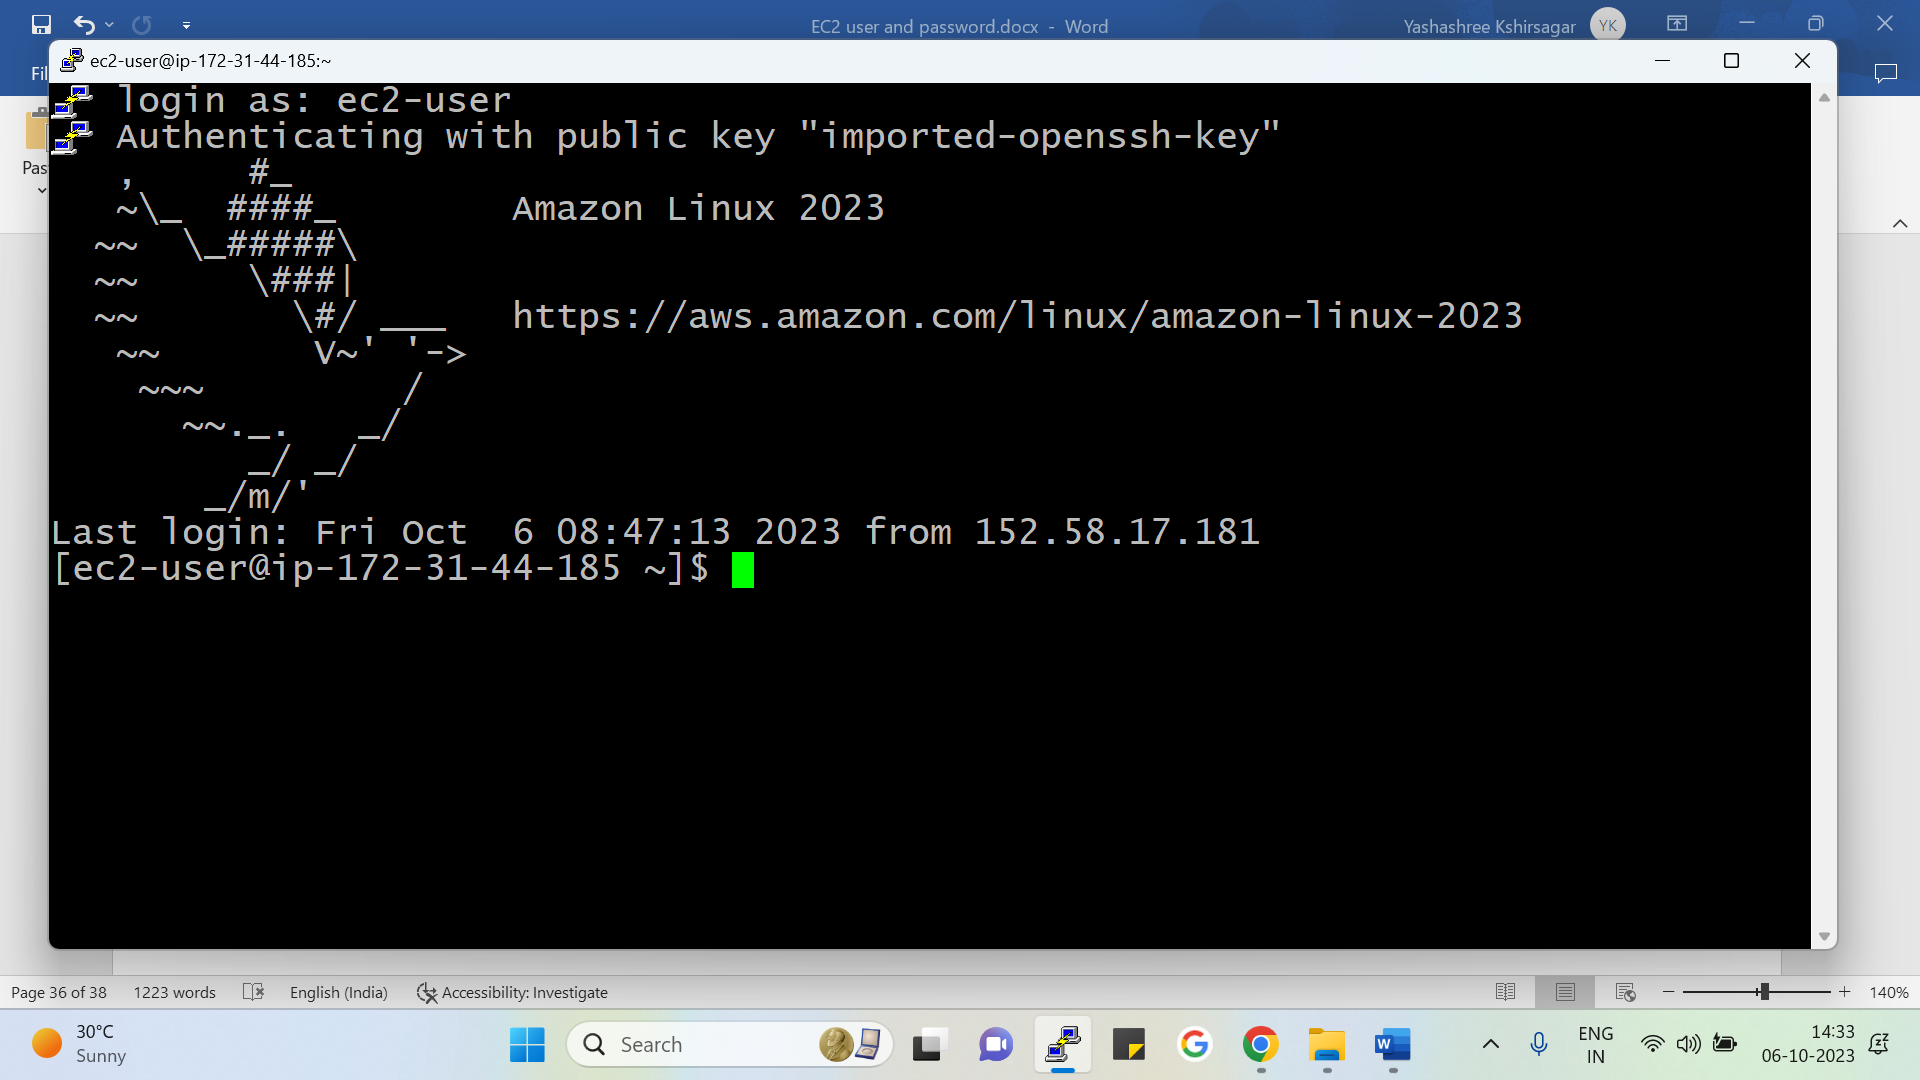 EC2 user and password.docx - Word
Yashashree Kshirsagar YK
ec2-user@ip-172-31-44-185:~
Fil
Pas
login as: ec2-user
Authenticating with public key "imported-openssh-key"
   ,     #_
   ~\_  ####_        Amazon Linux 2023
  ~~  \_#####\
  ~~     \###|
  ~~       \#/ ___   https://aws.amazon.com/linux/amazon-linux-2023
   ~~       V~' '->
    ~~~         /
      ~~._.   _/
         _/ _/
       _/m/'
Last login: Fri Oct  6 08:47:13 2023 from 152.58.17.181
[ec2-user@ip-172-31-44-185 ~]$
Page 36 of 38 1223 words English (India) Accessibility: Investigate 140%
30°C
Sunny
Search
ENG
IN
14:33
06-10-2023